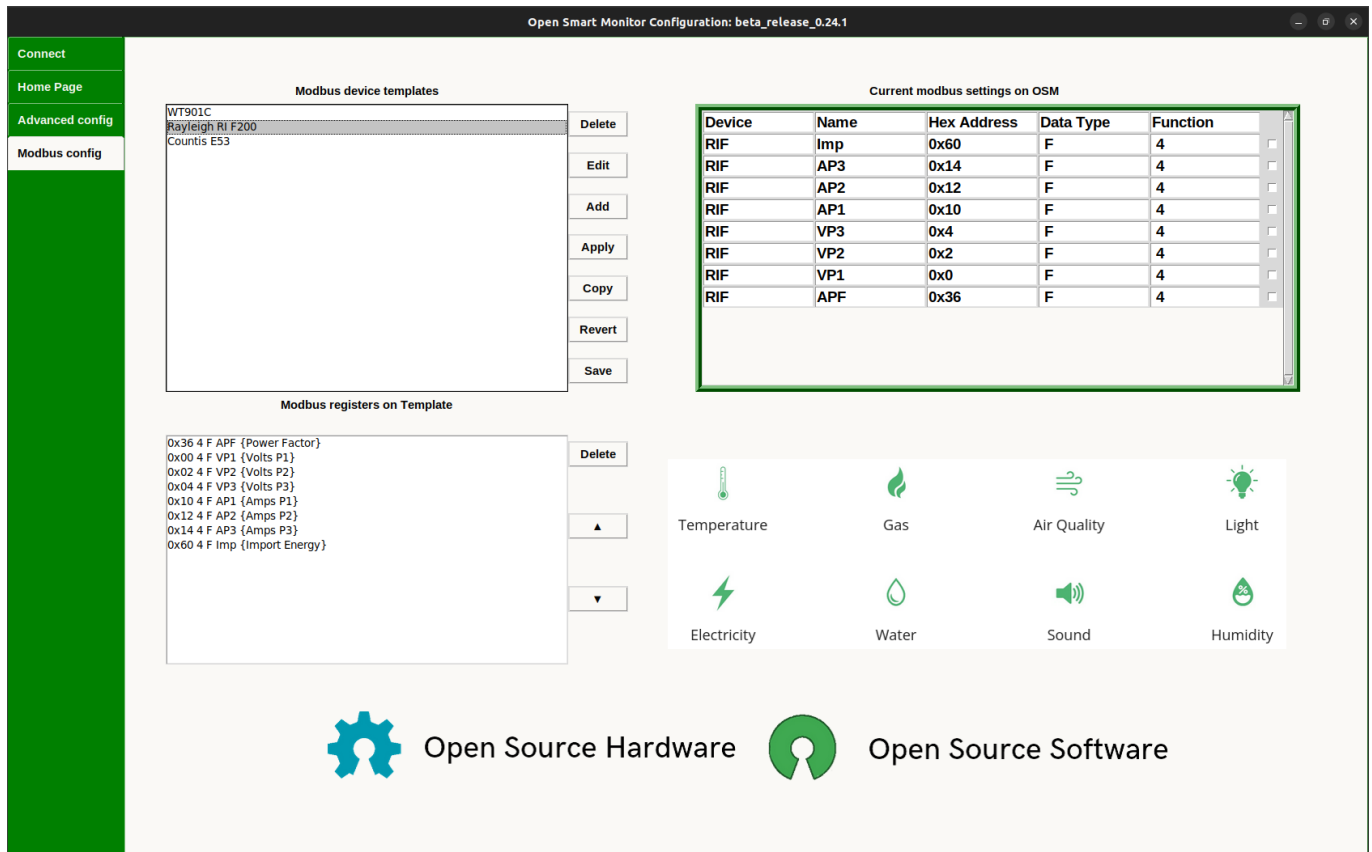 Open Smart Monitor Configuration: beta_release_0.24.1
Connect
Home Page
Advanced config
Modbus config
Modbus device templates
WT901C
Rayleigh RI F200
Countis E53
Delete
Edit
Add
Apply
Copy
Revert
Save
Current modbus settings on OSM
Device Name Hex Address Data Type Function
RIF Imp 0x60 F 4
RIF AP3 0x14 F 4
RIF AP2 0x12 F 4
RIF AP1 0x10 F 4
RIF VP3 0x4 F 4
RIF VP2 0x2 F 4
RIF VP1 0x0 F 4
RIF APF 0x36 F 4
Modbus registers on Template
0x36 4 F APF {Power Factor}
0x00 4 F VP1 {Volts P1}
0x02 4 F VP2 {Volts P2}
0x04 4 F VP3 {Volts P3}
0x10 4 F AP1 {Amps P1}
0x12 4 F AP2 {Amps P2}
0x14 4 F AP3 {Amps P3}
0x60 4 F Imp {Import Energy}
Delete
▲
▼
Temperature Gas Air Quality Light
%
Electricity Water Sound Humidity
Open Source Hardware
Open Source Software